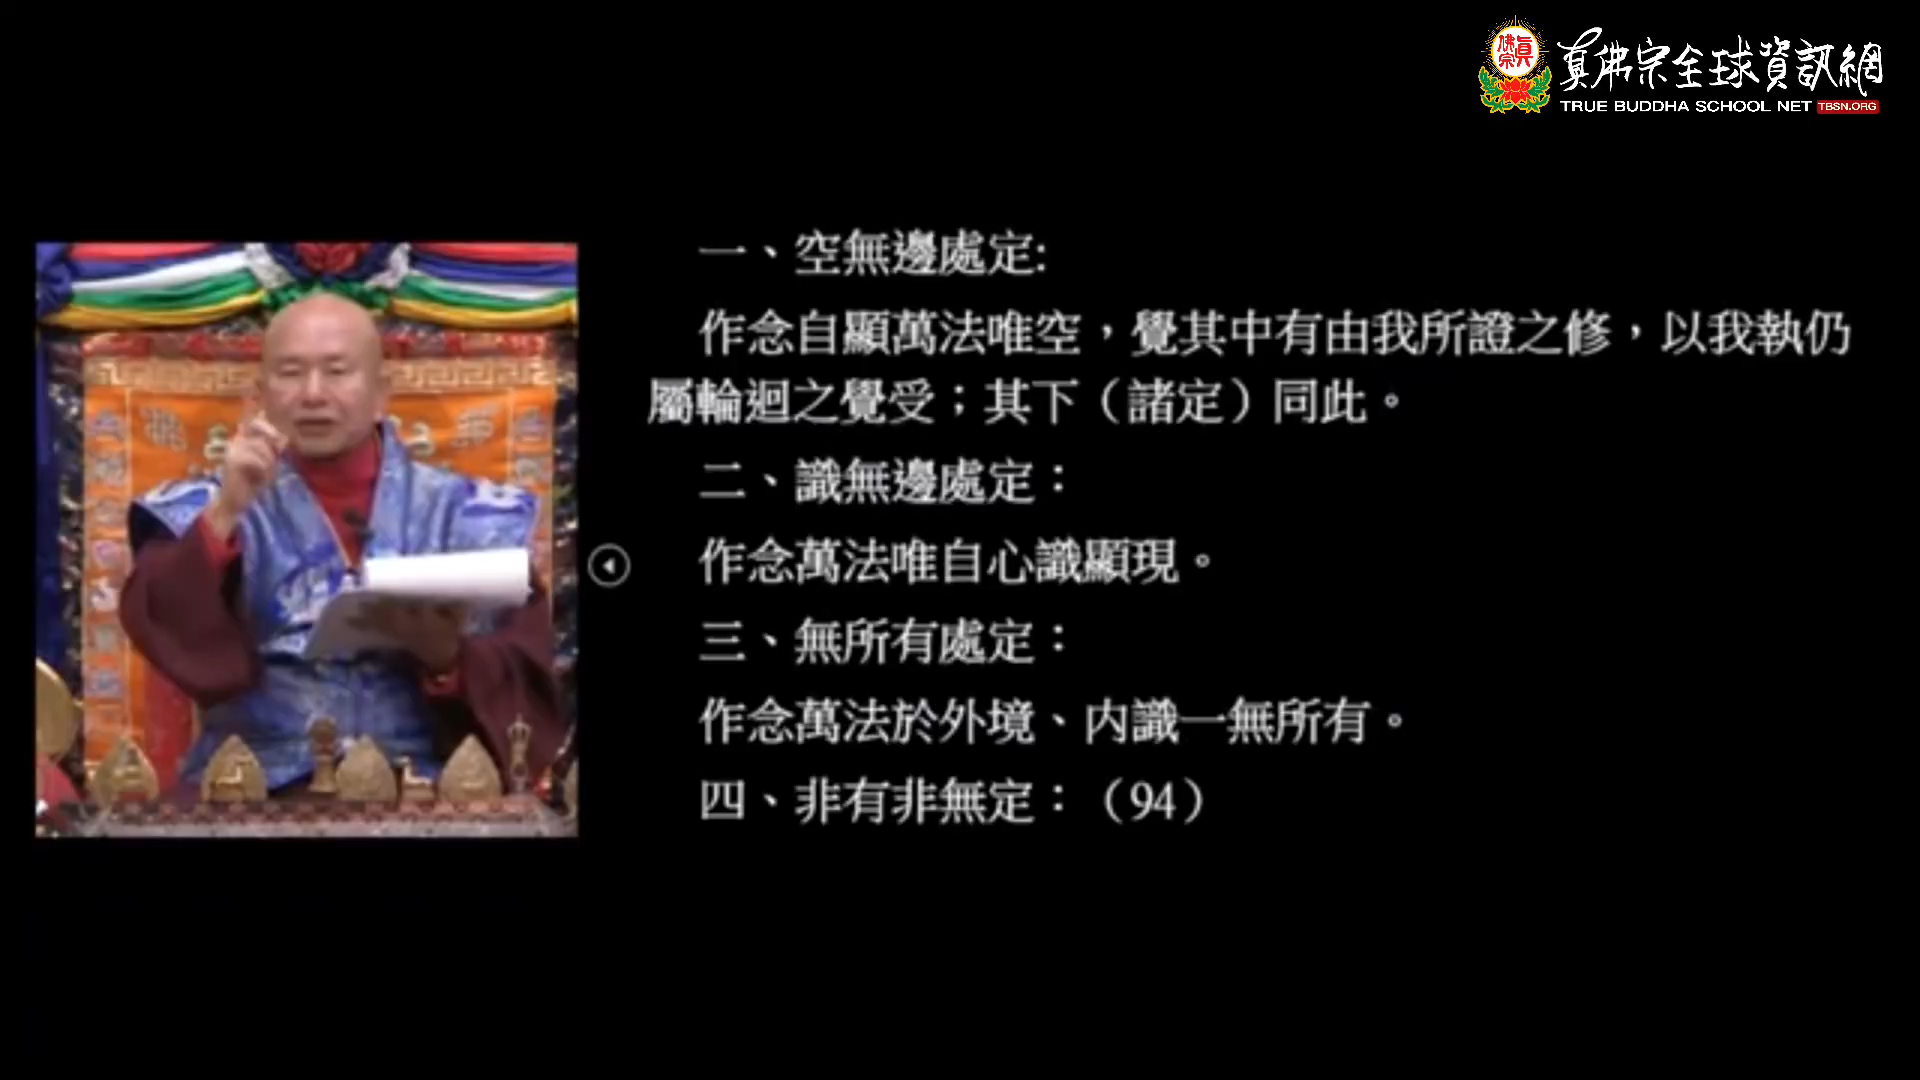 真佛宗全球資訊網
TRUE BUDDHA SCHOOL NET TBSN.ORG
一、空無邊處定:
作念自顯萬法唯空，覺其中有由我所證之修，以我執仍
屬輪迴之覺受；其下（諸定）同此。
二、識無邊處定：
作念萬法唯自心識顯現。
三、無所有處定：
作念萬法於外境、内識一無所有。
四、非有非無定：（94）